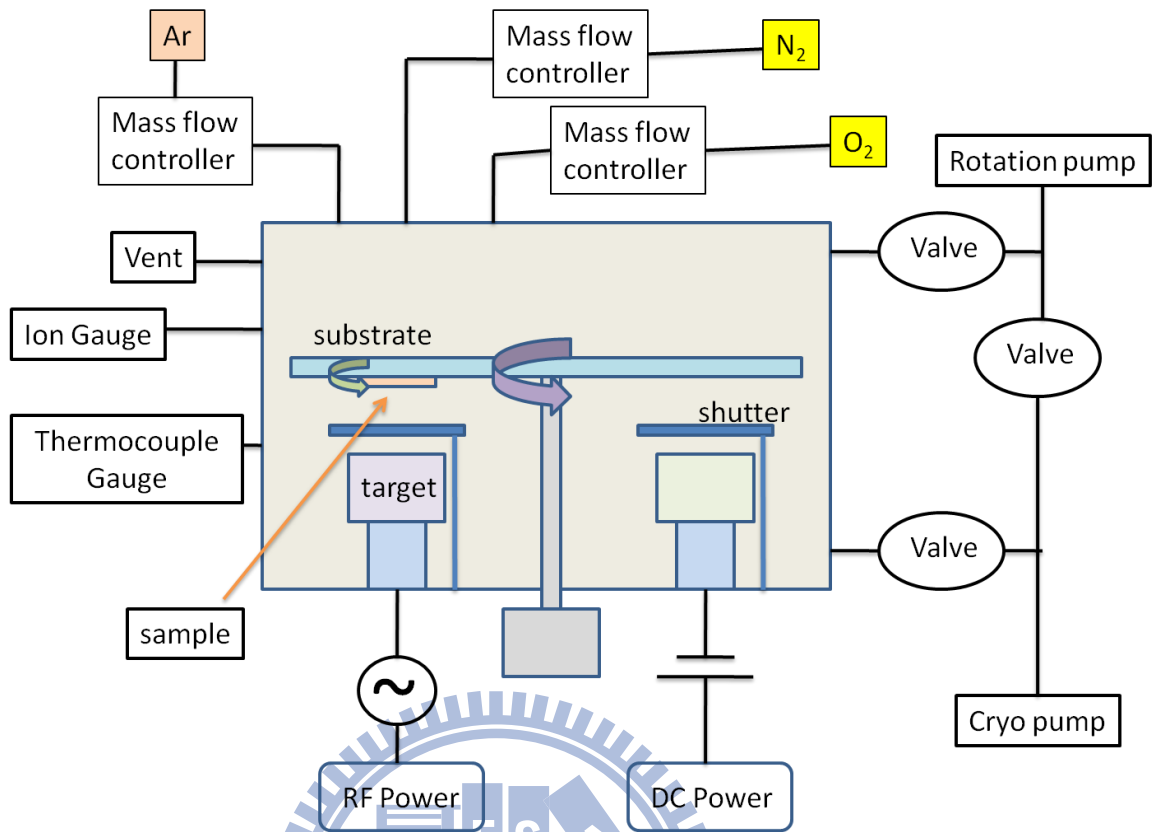 Ar
Mass flow
controller
N₂
Mass flow
controller
O₂
Mass flow
controller
Rotation pump
Vent
Valve
Ion Gauge
substrate
Valve
shutter
Thermocouple
Gauge
target
Valve
sample
~
Cryo pump
RF Power
DC Power